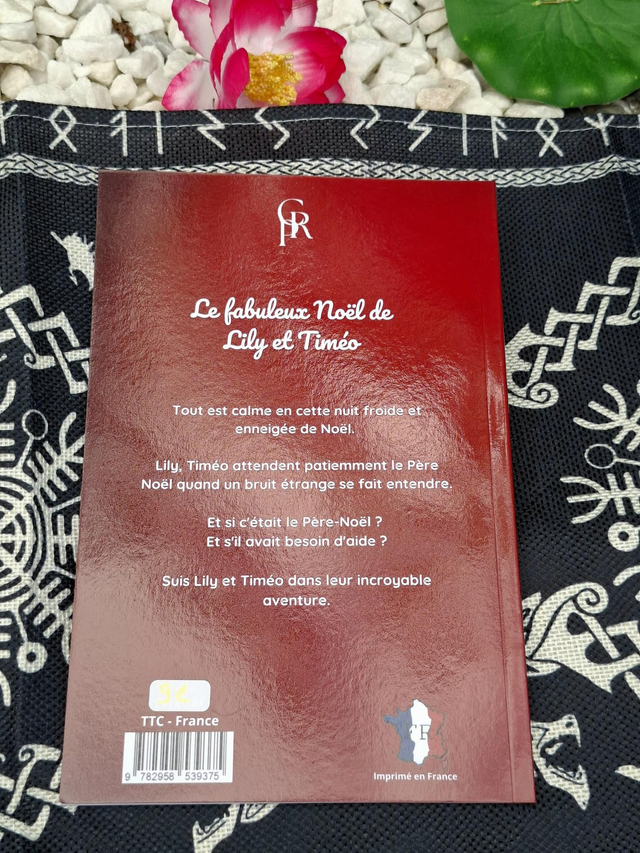 GPR
Le fabuleux Noël de
Lily et Timéo
Tout est calme en cette nuit froide et
enneigée de Noël.
Lily, Timéo attendent patiemment le Père
Noël quand un bruit étrange se fait entendre.
Et si c'était le Père-Noël ?
Et s'il avait besoin d'aide ?
Suis Lily et Timéo dans leur incroyable
aventure.
9€
TTC - France
9 782958 539375
Imprimé en France